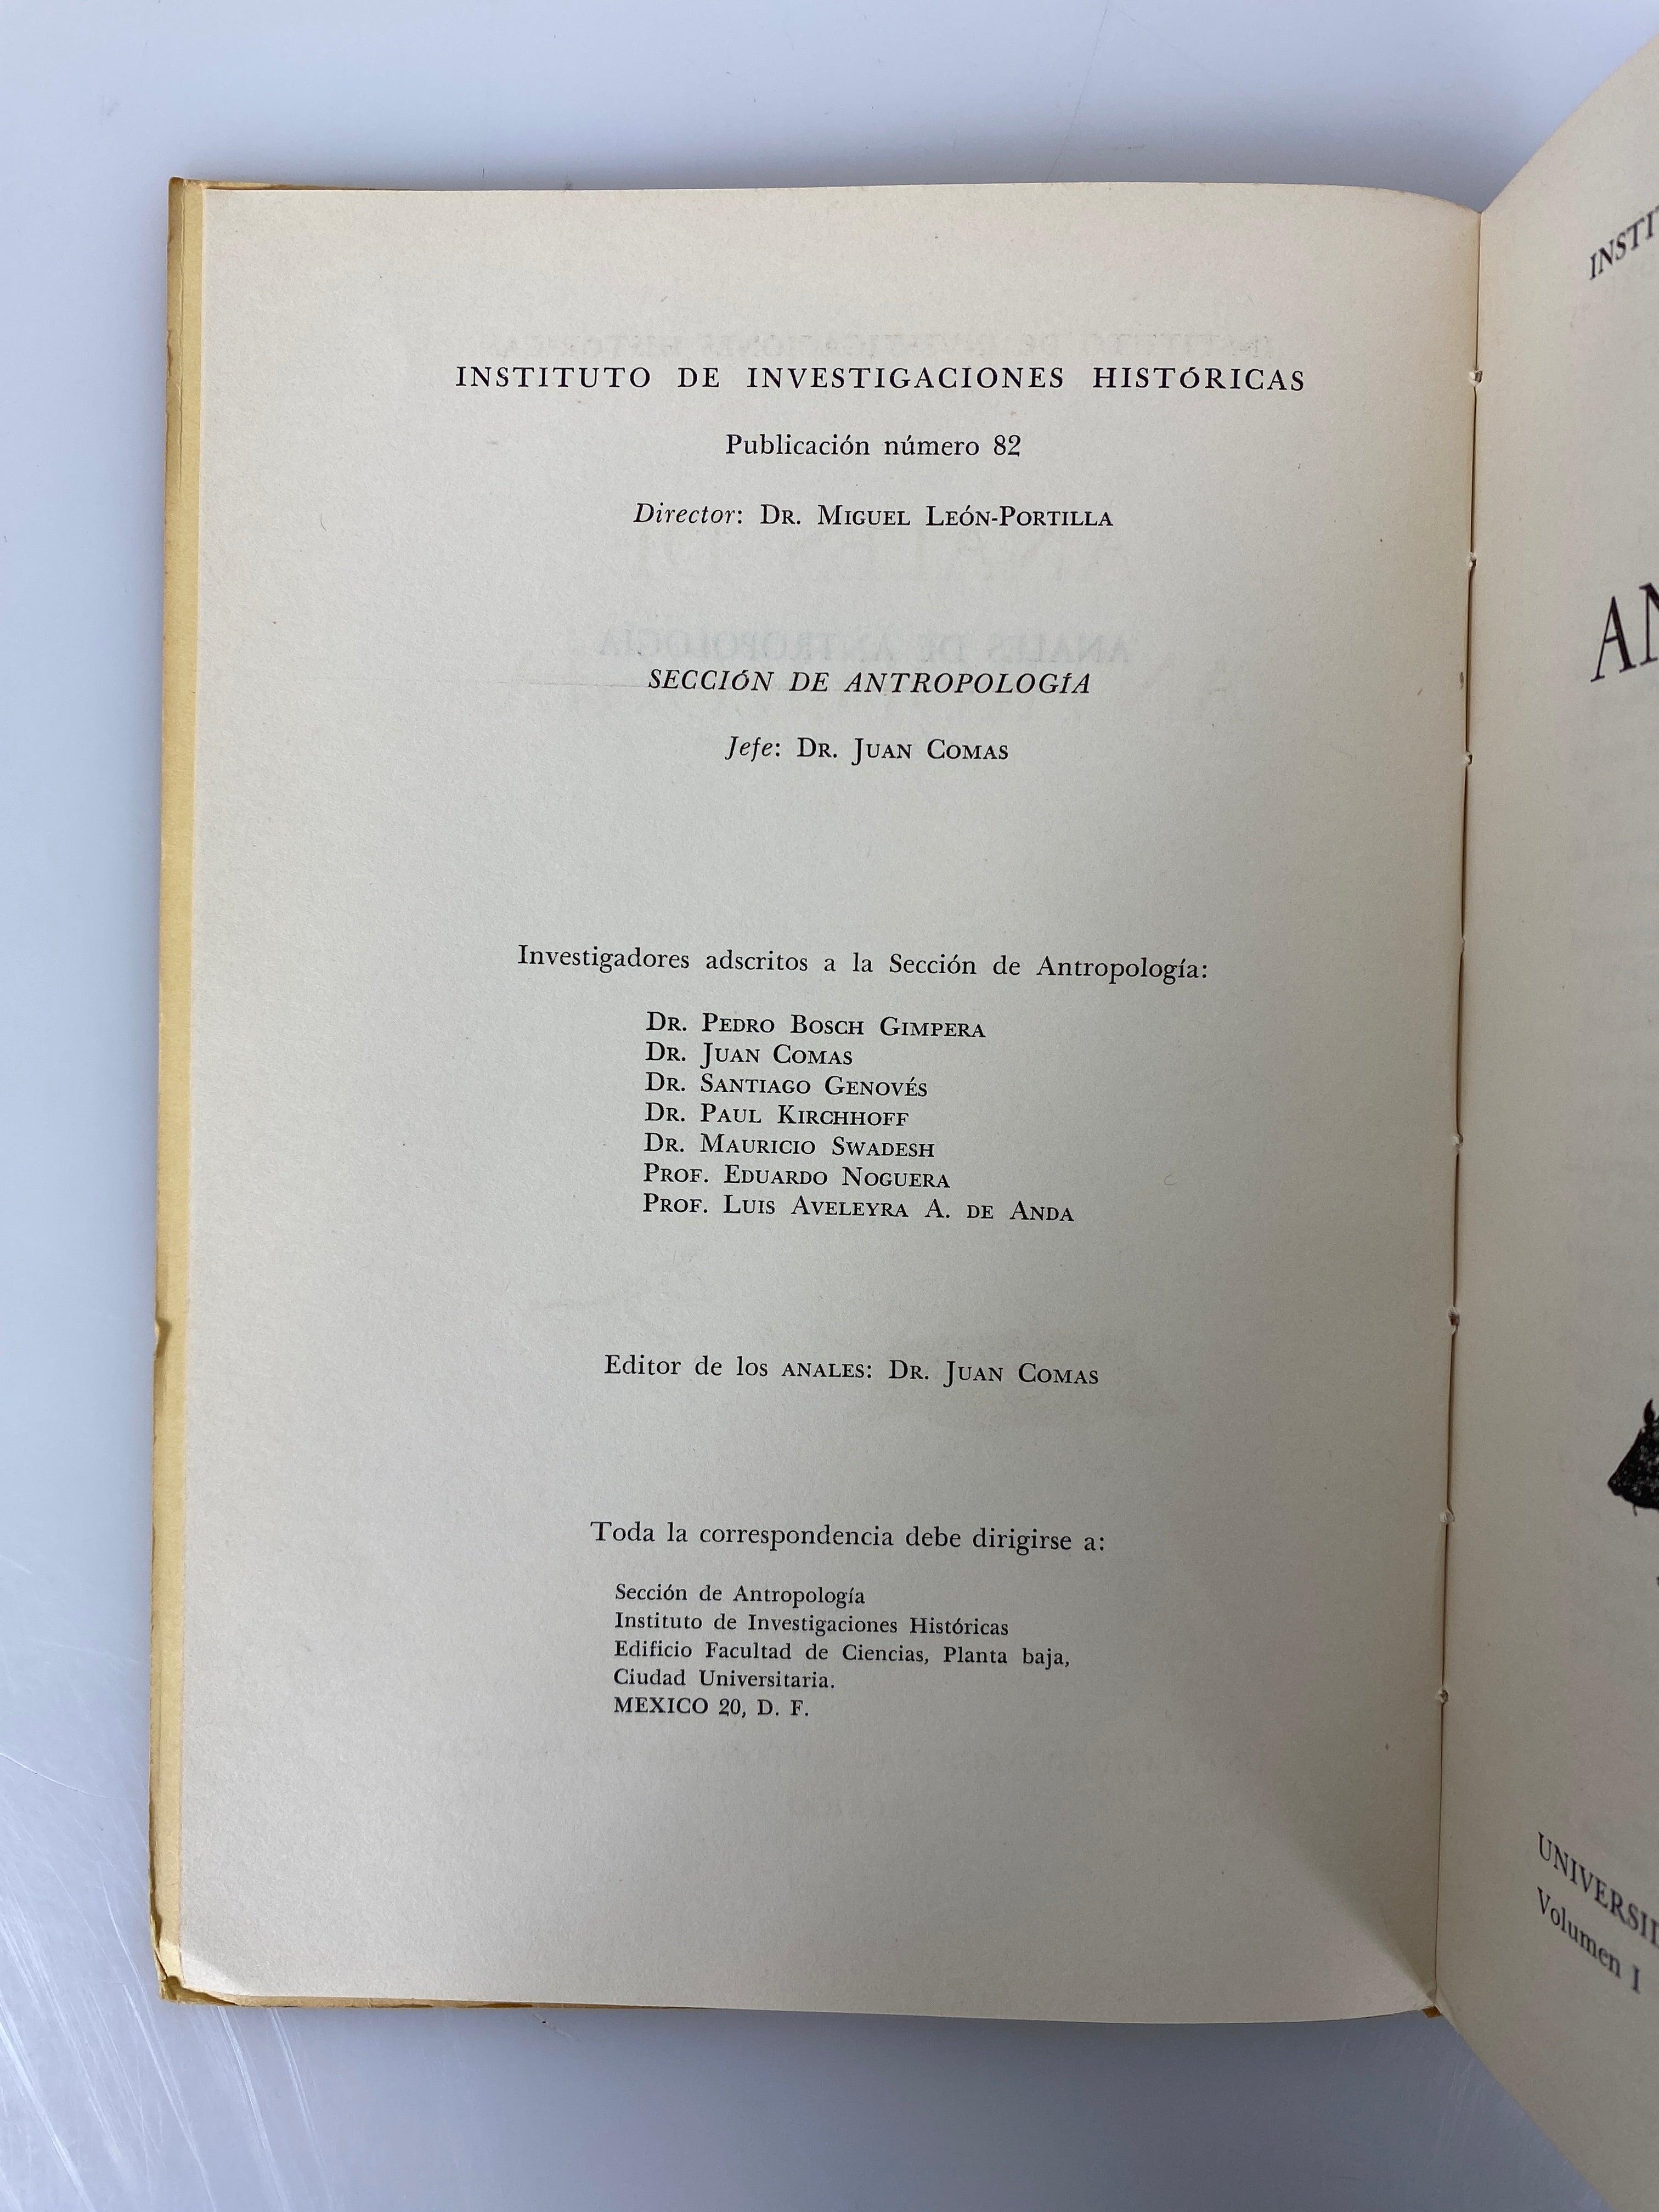 INSTITUTO DE INVESTIGACIONES HISTÓRICAS
Publicación número 82
Director: DR. MIGUEL LEÓN-PORTILLA
SECCIÓN DE ANTROPOLOGÍA
Jefe: DR. JUAN COMAS
Investigadores adscritos a la Sección de Antropología:
DR. PEDRO BOSCH GIMPERA
DR. JUAN COMAS
DR. SANTIAGO GENOVÉS
DR. PAUL KIRCHHOFF
DR. MAURICIO SWADESH
PROF. EDUARDO NOGUERA
PROF. LUIS AVELEYRA A. DE ANDA
Editor de los ANALES: DR. JUAN COMAS
Toda la correspondencia debe dirigirse a:
Sección de Antropología
Instituto de Investigaciones Históricas
Edificio Facultad de Ciencias, Planta baja,
Ciudad Universitaria.
MEXICO 20, D. F.
Volumen I